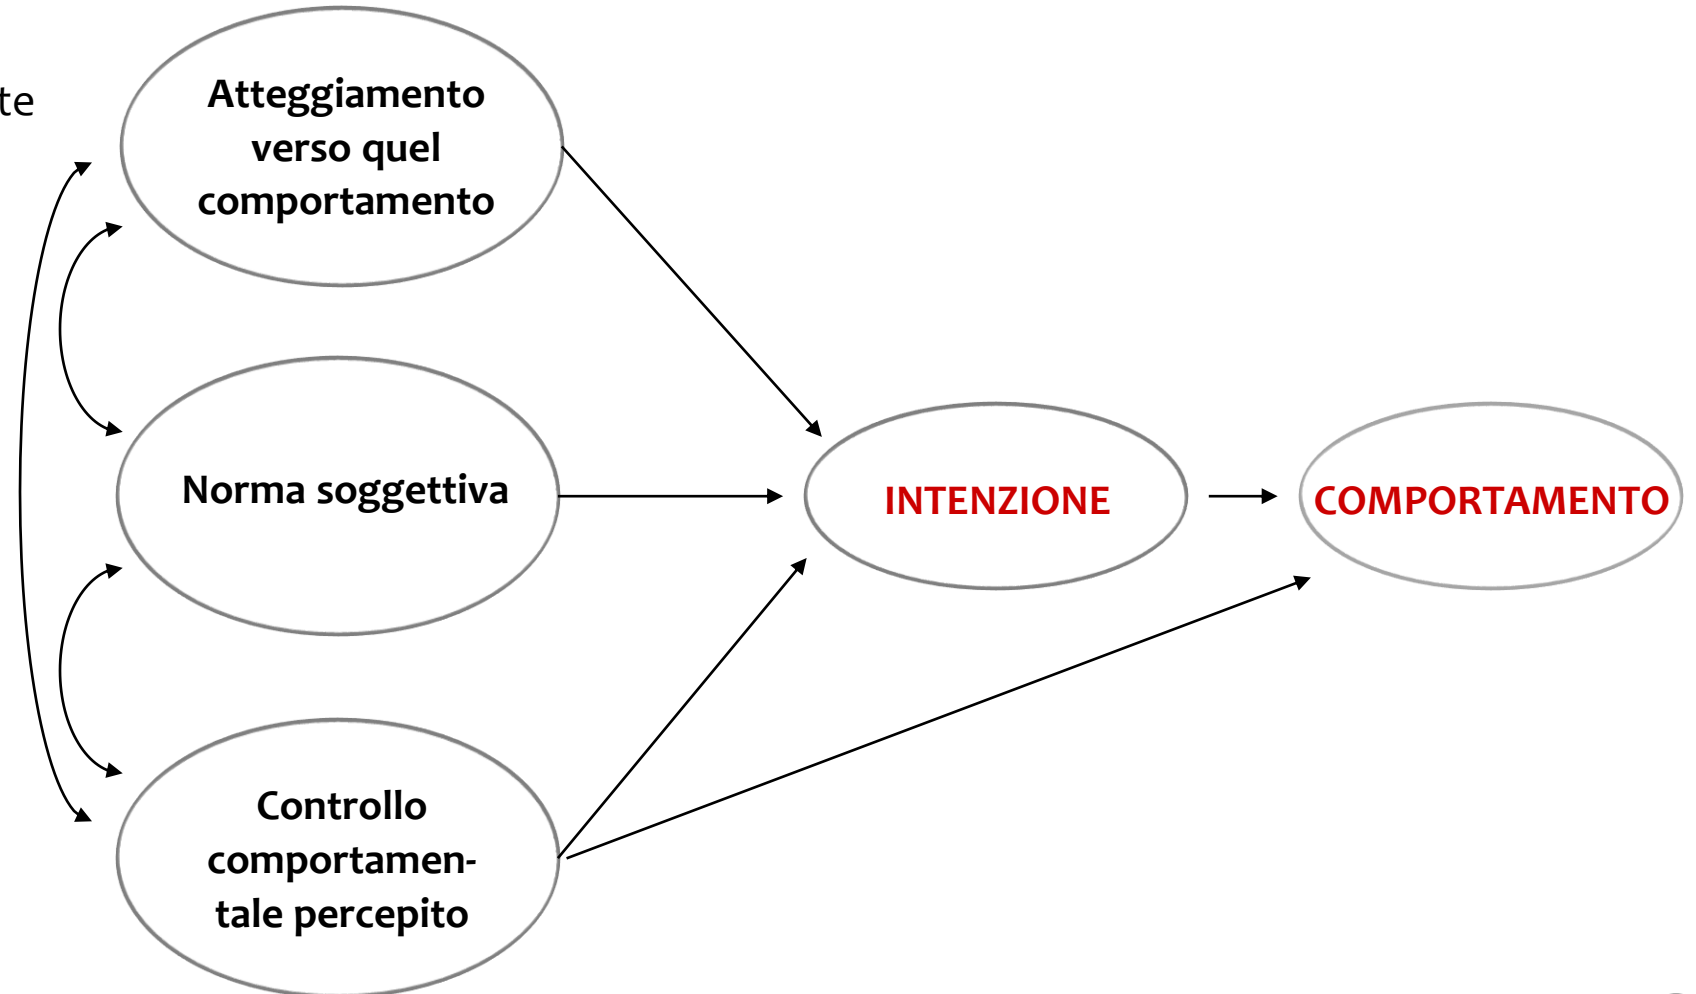 te
Atteggiamento
verso quel
comportamento
Norma soggettiva
INTENZIONE
COMPORTAMENTO
Controllo
comportamen-
tale percepito